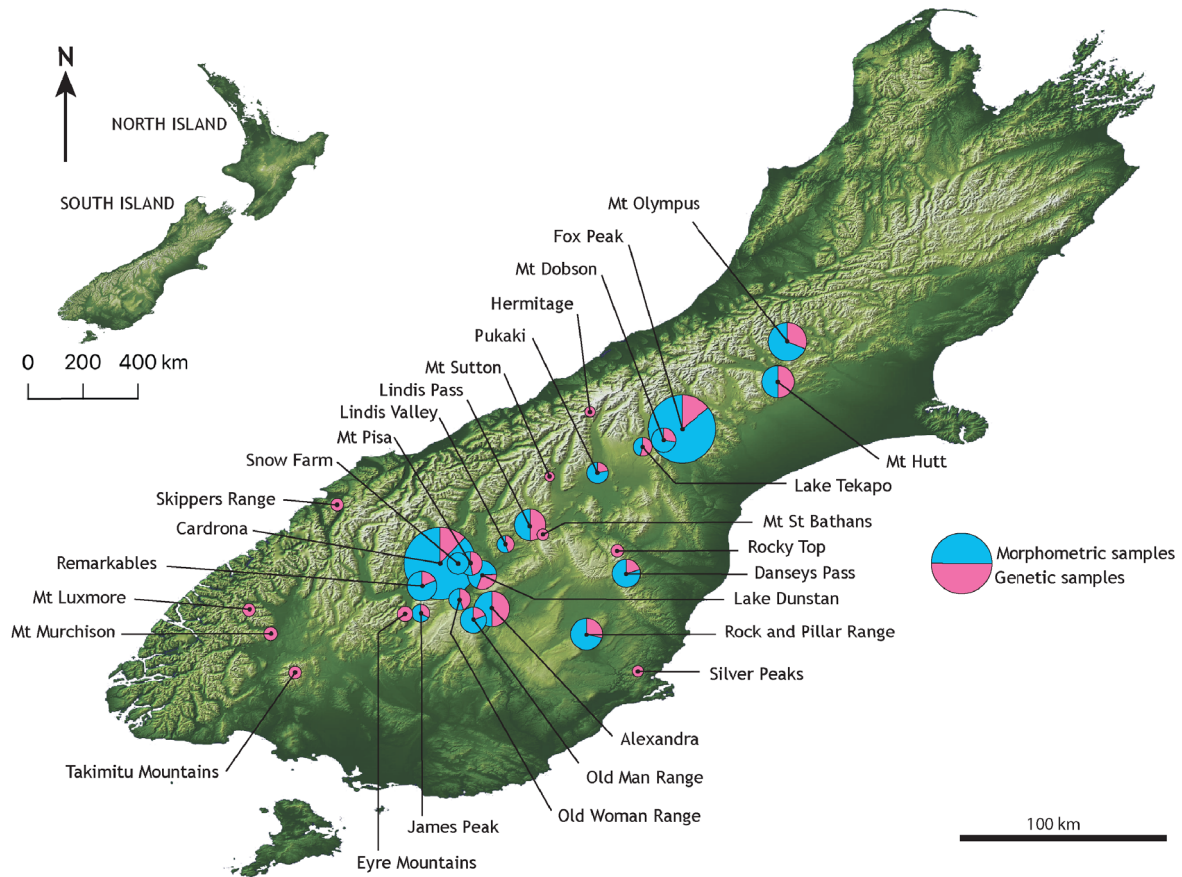 N
NORTH ISLAND
SOUTH ISLAND
0 200 400 km
Mt Olympus
Fox Peak
Mt Dobson
Hermitage
Pukaki
Mt Sutton
Lindis Pass
Lindis Valley
Mt Pisa
Snow Farm
Skippers Range
Cardrona
Remarkables
Mt Luxmore
Mt Murchison
Takimitu Mountains
Eyre Mountains
James Peak
Old Woman Range
Old Man Range
Alexandra
Silver Peaks
Rock and Pillar Range
Lake Dunstan
Danseys Pass
Rocky Top
Mt St Bathans
Lake Tekapo
Mt Hutt
Morphometric samples
Genetic samples
100 km